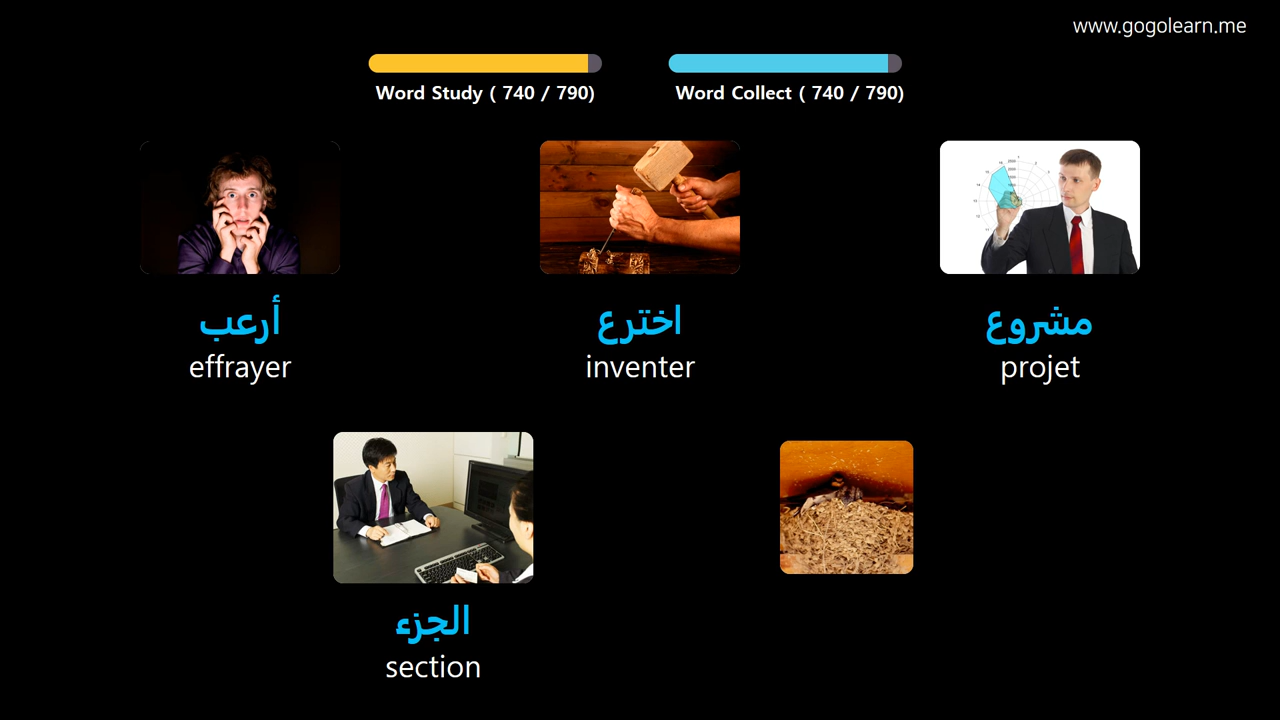 www.gogolearn.me
Word Study ( 740 / 790)
Word Collect ( 740 / 790)
أرعب
effrayer
اخترع
inventer
مشروع
projet
الجزء
section